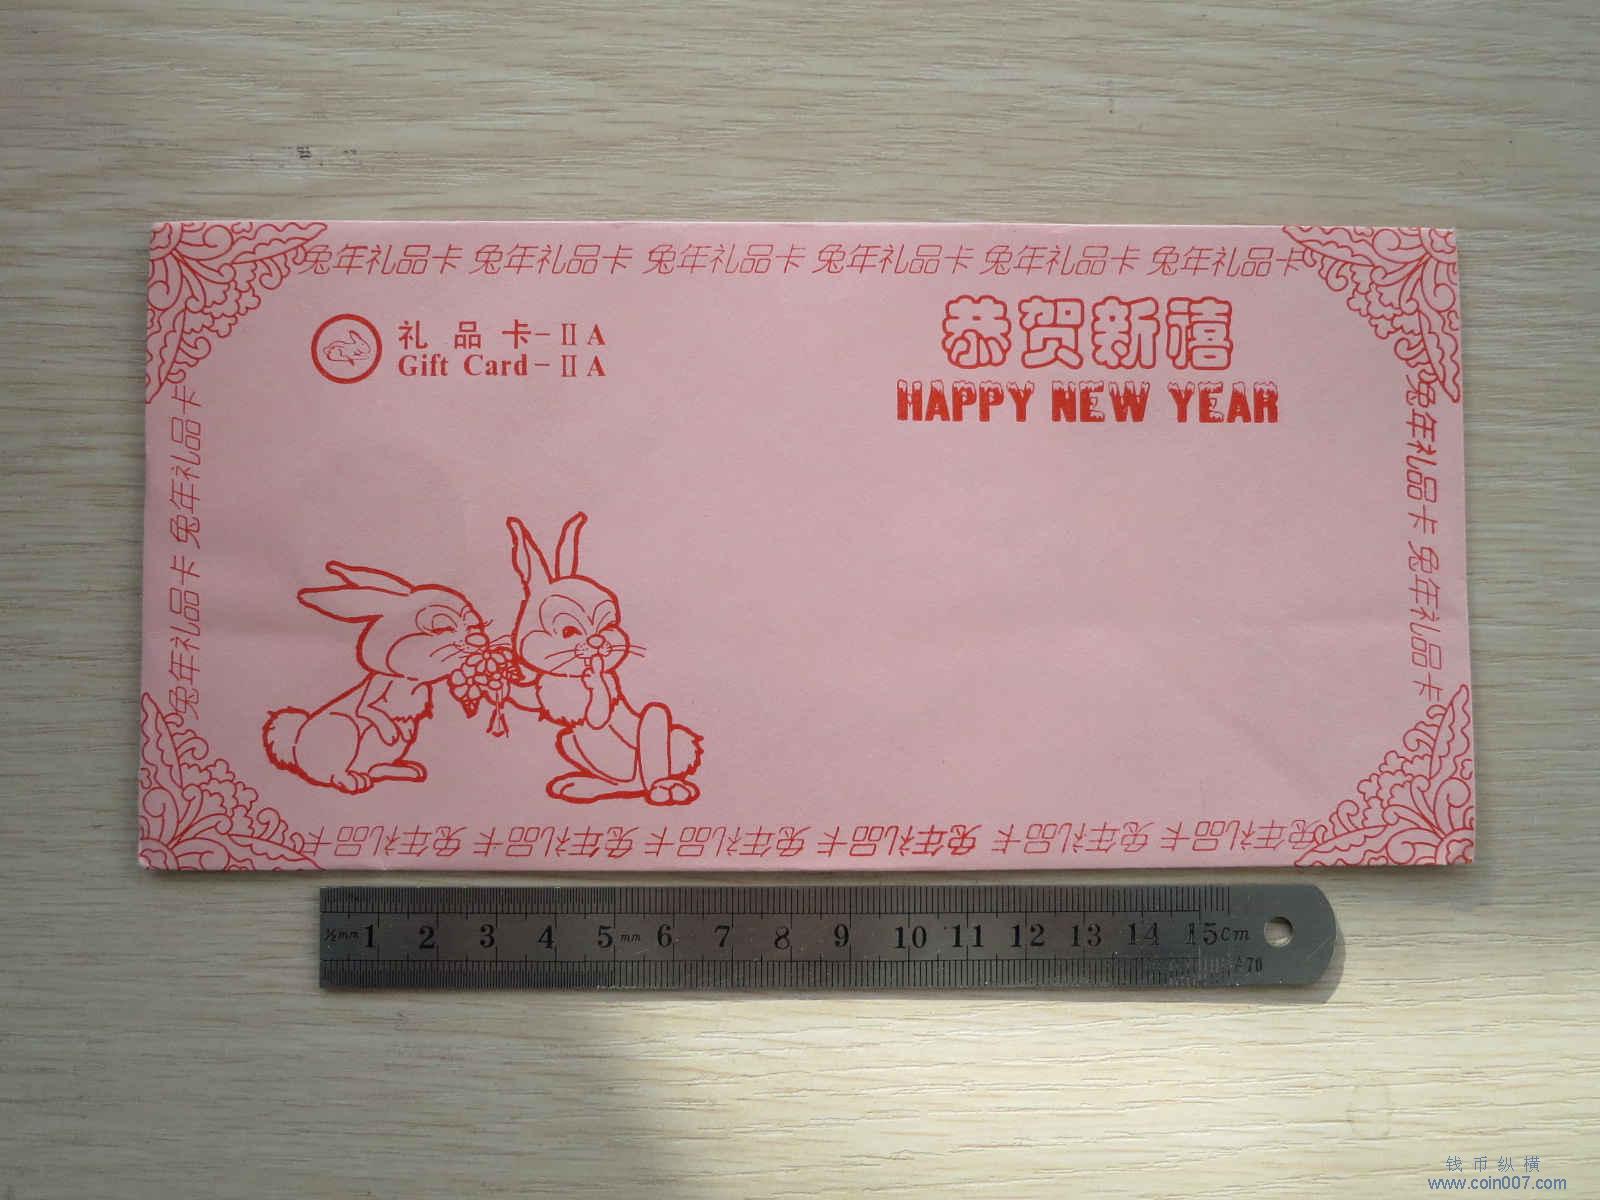 兔年礼品卡 兔年礼品卡 兔年礼品卡 兔年礼品卡 兔年礼品卡 兔年礼品卡
礼 品 卡-Ⅱ A
Gift Card-Ⅱ A
恭贺新禧
HAPPY NEW YEAR
兔年礼品卡 兔年礼品卡
兔年礼品卡 兔年礼品卡
兔年礼品卡 兔年礼品卡 兔年礼品卡 兔年礼品卡 兔年礼品卡 兔年礼品卡
½mm 1 2 3 4 5 mm 6 7 8 9 10 11 12 13 14 15cm
钱币纵横
www.coin007.com